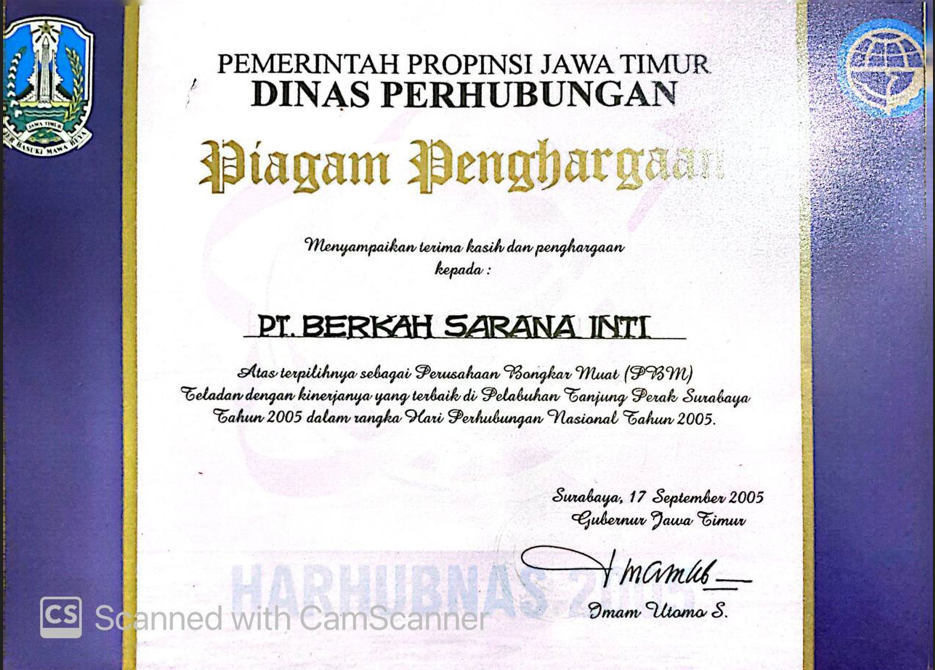 PEMERINTAH PROPINSI JAWA TIMUR
DINAS PERHUBUNGAN
Piagam Penghargaan
Menyampaikan terima kasih dan penghargaan
kepada :
PT. BERKAH SARANA INTI
Atas terpilihnya sebagai Perusahaan Bongkar Muat (PBM)
Teladan dengan kinerjanya yang terbaik di Pelabuhan Tanjung Perak Surabaya
Tahun 2005 dalam rangka Hari Perhubungan Nasional Tahun 2005.
Surabaya, 17 September 2005
Gubernur Jawa Timur
Imam Utomo S.
HARHUBNAS 2005
JAWA TIMUR
JER BASUKI MAWA BEYA
CS Scanned with CamScanner